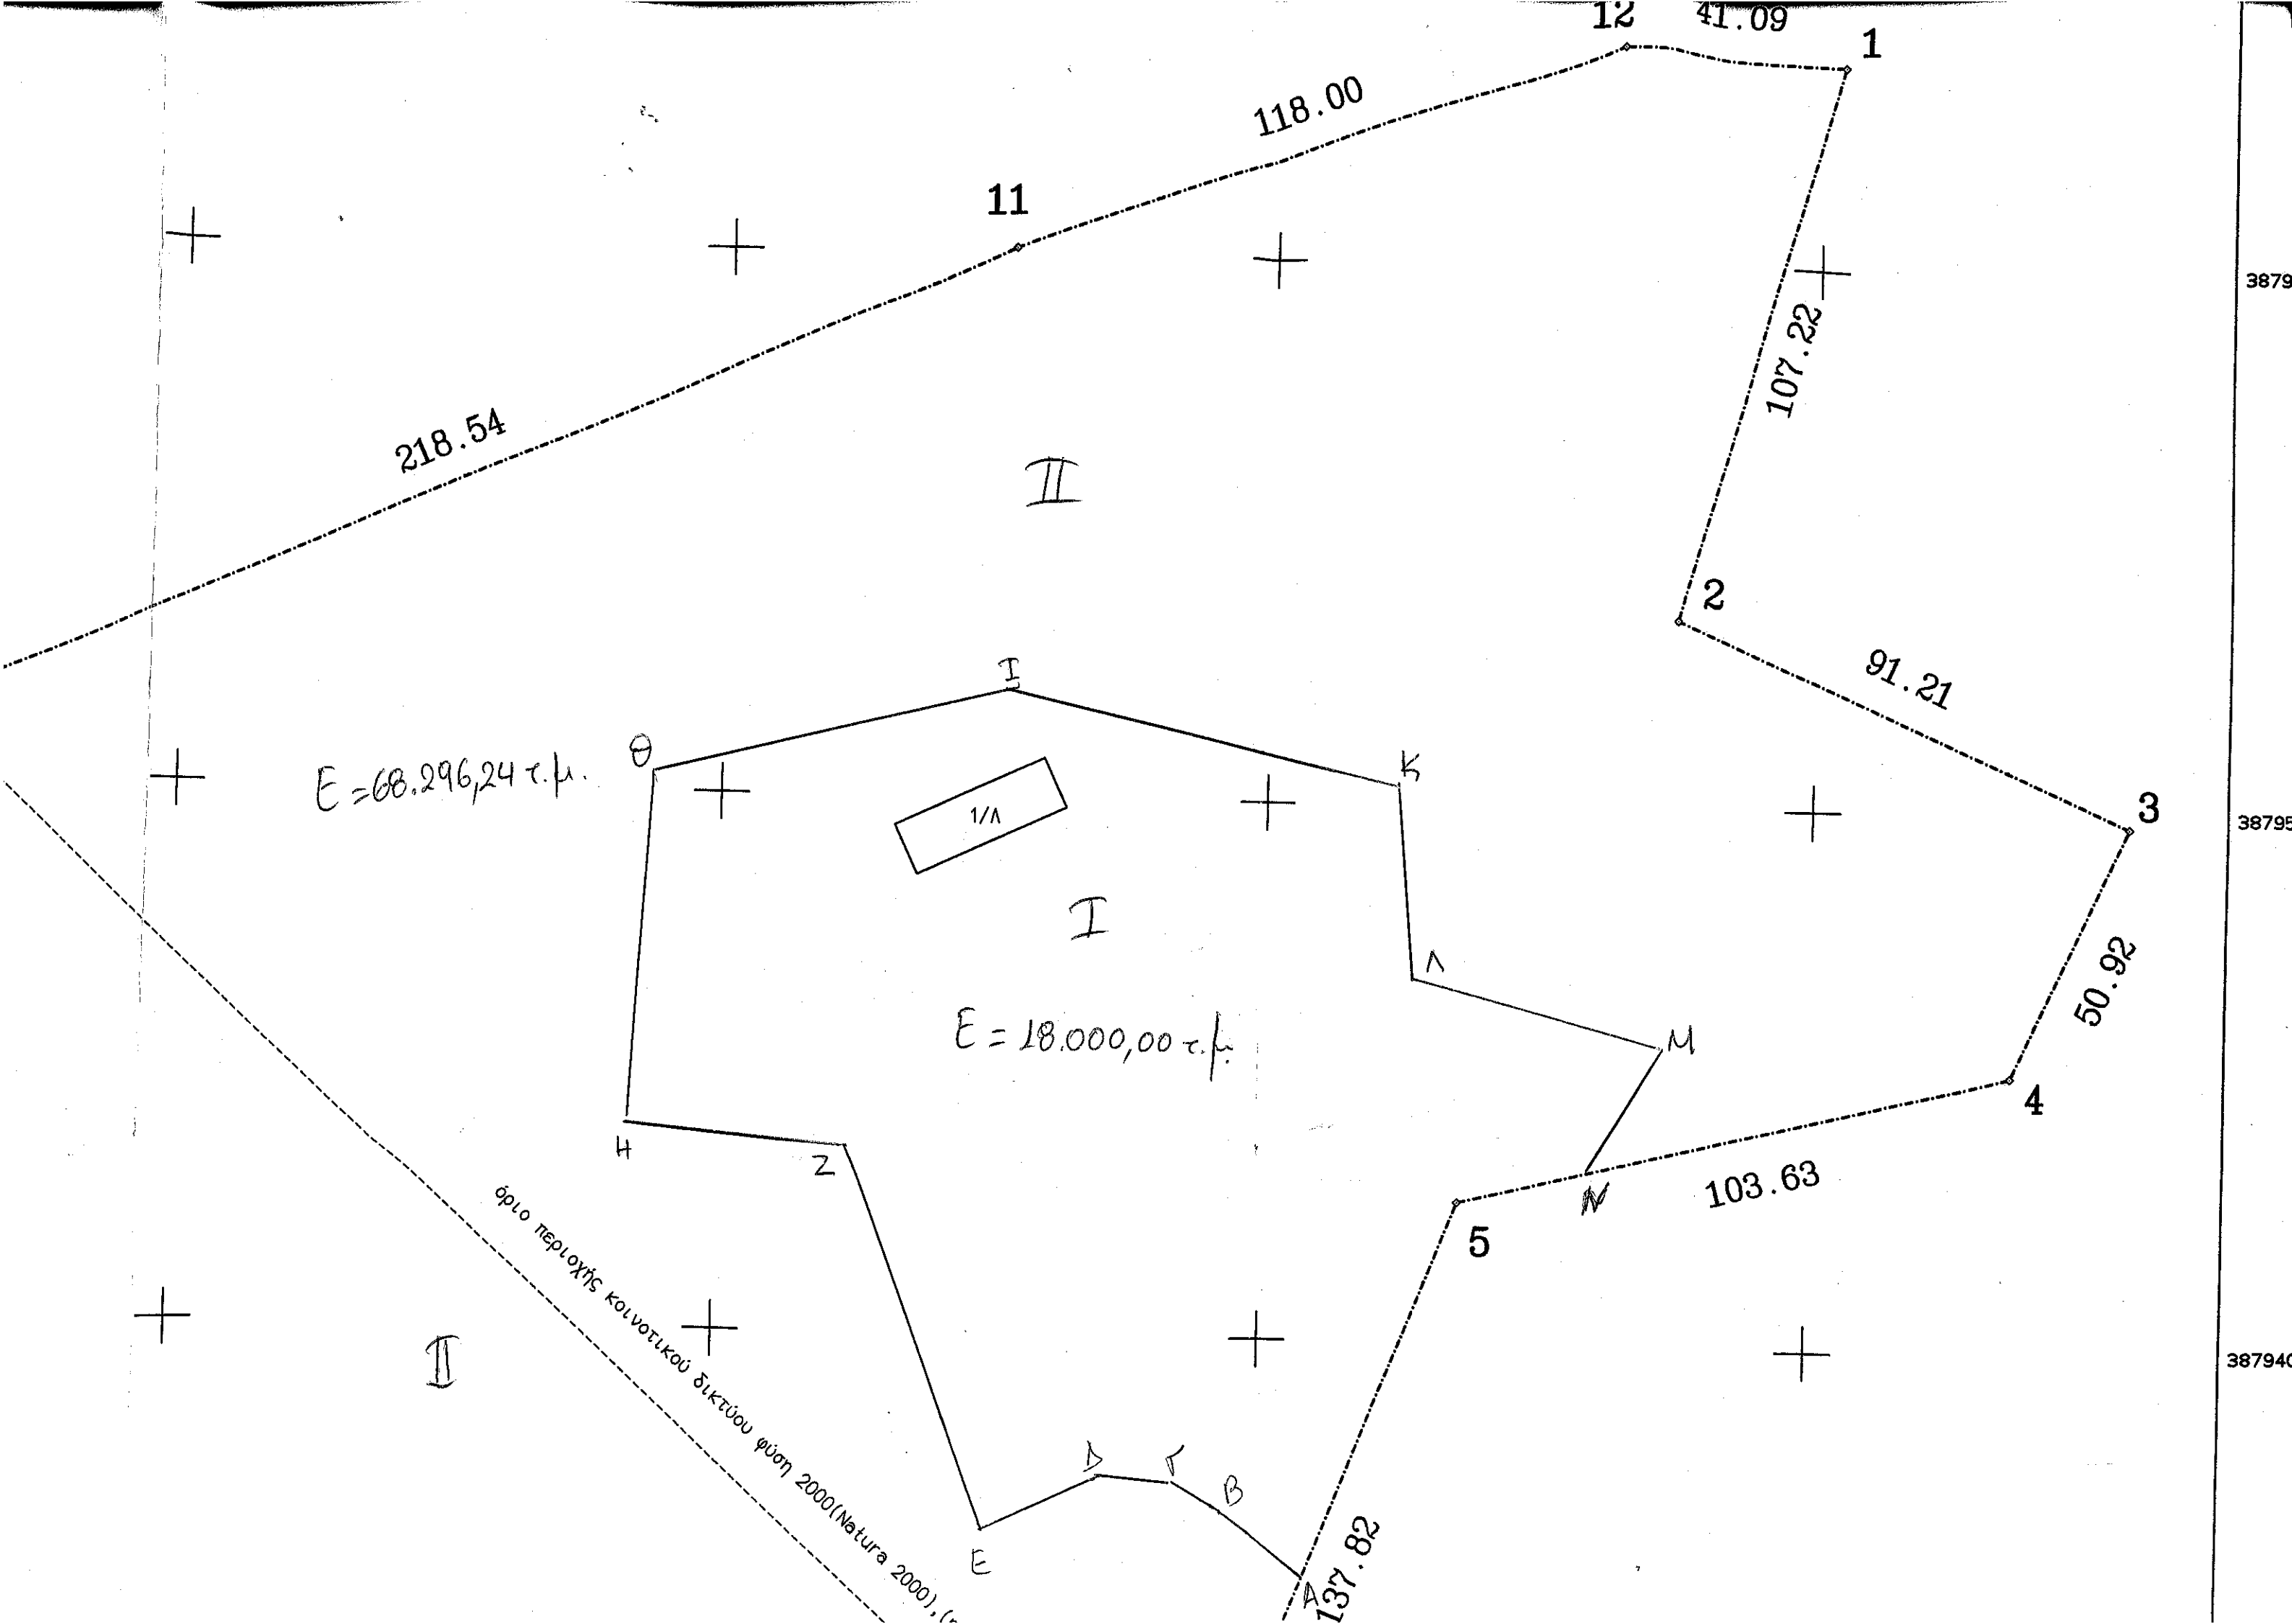 12
41.09
1
118.00
11
3879
107.22
218.54
II
2
91.21
I
Θ
K
E=68.296,24 τ.μ.
1/Λ
3
38795
I
Λ
50.92
E = 18.000,00 τ.μ.
M
4
H
Z
103.63
N
5
όριο περιοχής κοινοτικού δικτύου φύση 2000(Natura 2000),(
II
387940
Δ
Γ
B
E
A
137.82